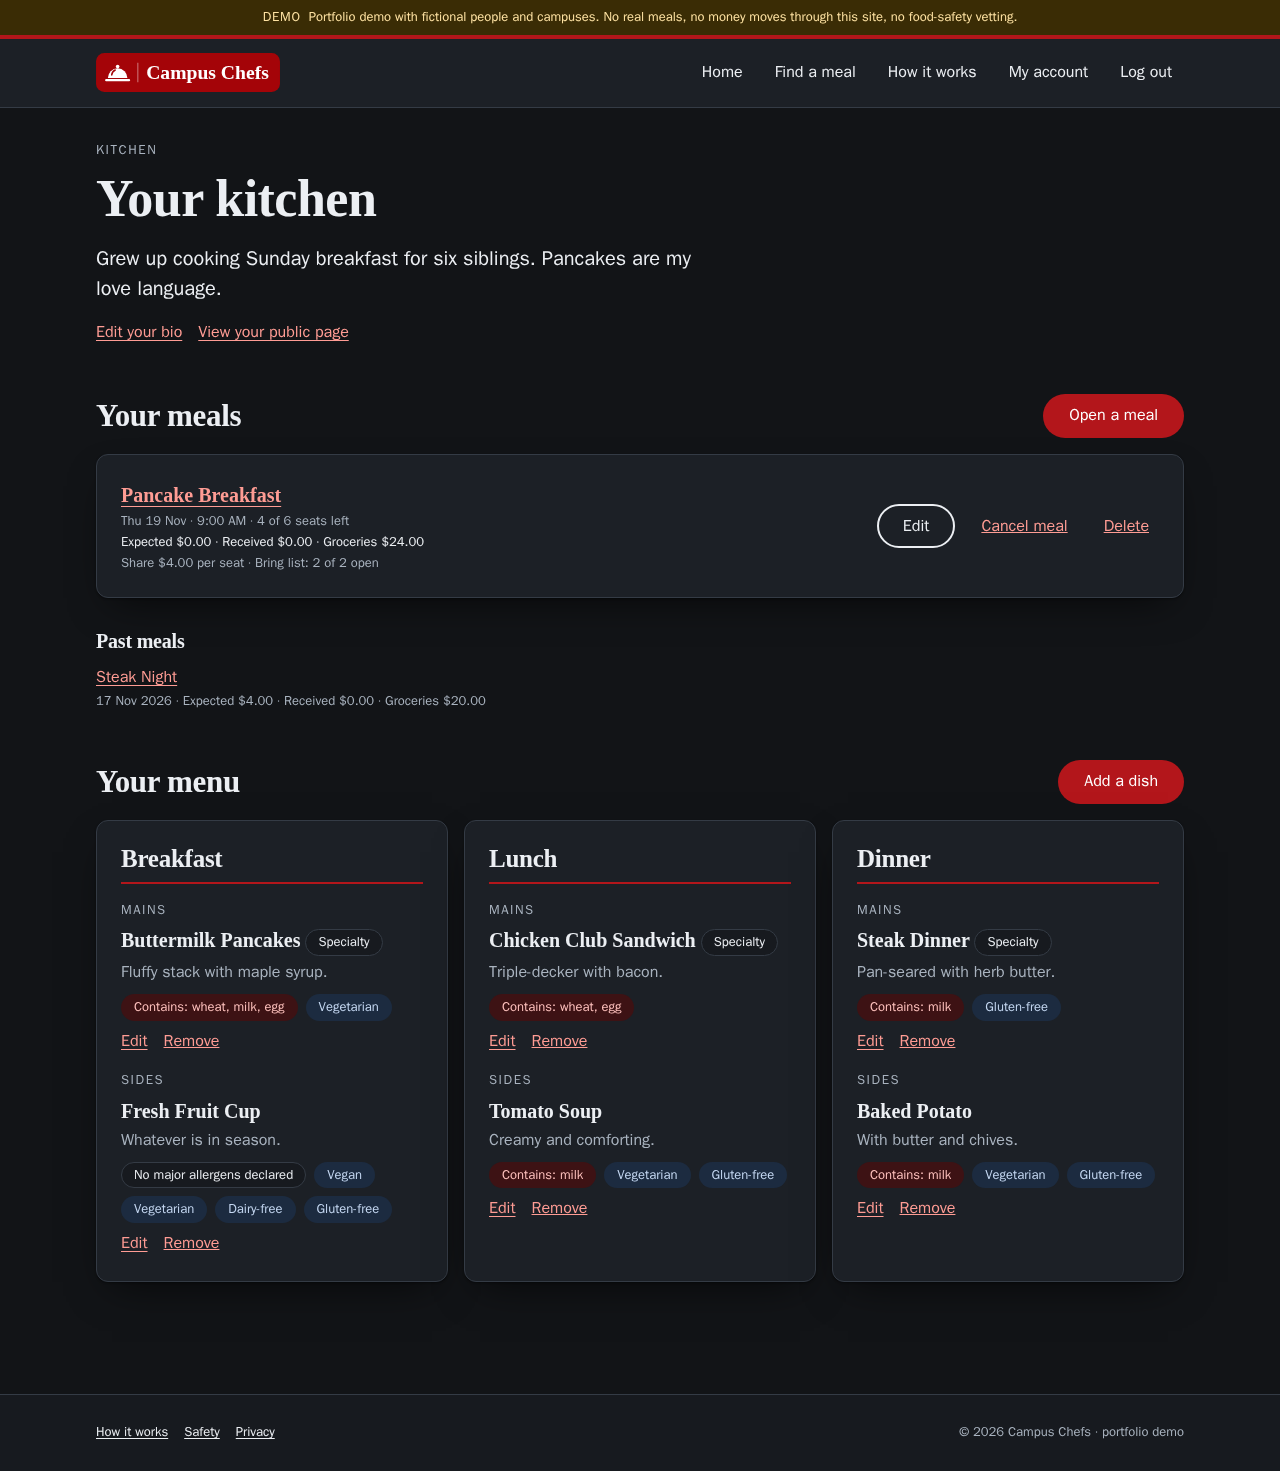 DEMO Portfolio demo with fictional people and campuses. No real meals, no money moves through this site, no food-safety vetting.
Campus Chefs
Home Find a meal How it works My account Log out
KITCHEN
Your kitchen
Grew up cooking Sunday breakfast for six siblings. Pancakes are my
love language.
Edit your bio View your public page
Your meals
Open a meal
Pancake Breakfast
Thu 19 Nov · 9:00 AM · 4 of 6 seats left
Expected $0.00 · Received $0.00 · Groceries $24.00
Share $4.00 per seat · Bring list: 2 of 2 open
Edit Cancel meal Delete
Past meals
Steak Night
17 Nov 2026 · Expected $4.00 · Received $0.00 · Groceries $20.00
Your menu
Add a dish
Breakfast
MAINS
Buttermilk Pancakes Specialty
Fluffy stack with maple syrup.
Contains: wheat, milk, egg Vegetarian
Edit Remove
SIDES
Fresh Fruit Cup
Whatever is in season.
No major allergens declared Vegan
Vegetarian Dairy-free Gluten-free
Edit Remove
Lunch
MAINS
Chicken Club Sandwich Specialty
Triple-decker with bacon.
Contains: wheat, egg
Edit Remove
SIDES
Tomato Soup
Creamy and comforting.
Contains: milk Vegetarian Gluten-free
Edit Remove
Dinner
MAINS
Steak Dinner Specialty
Pan-seared with herb butter.
Contains: milk Gluten-free
Edit Remove
SIDES
Baked Potato
With butter and chives.
Contains: milk Vegetarian Gluten-free
Edit Remove
How it works Safety Privacy
© 2026 Campus Chefs · portfolio demo